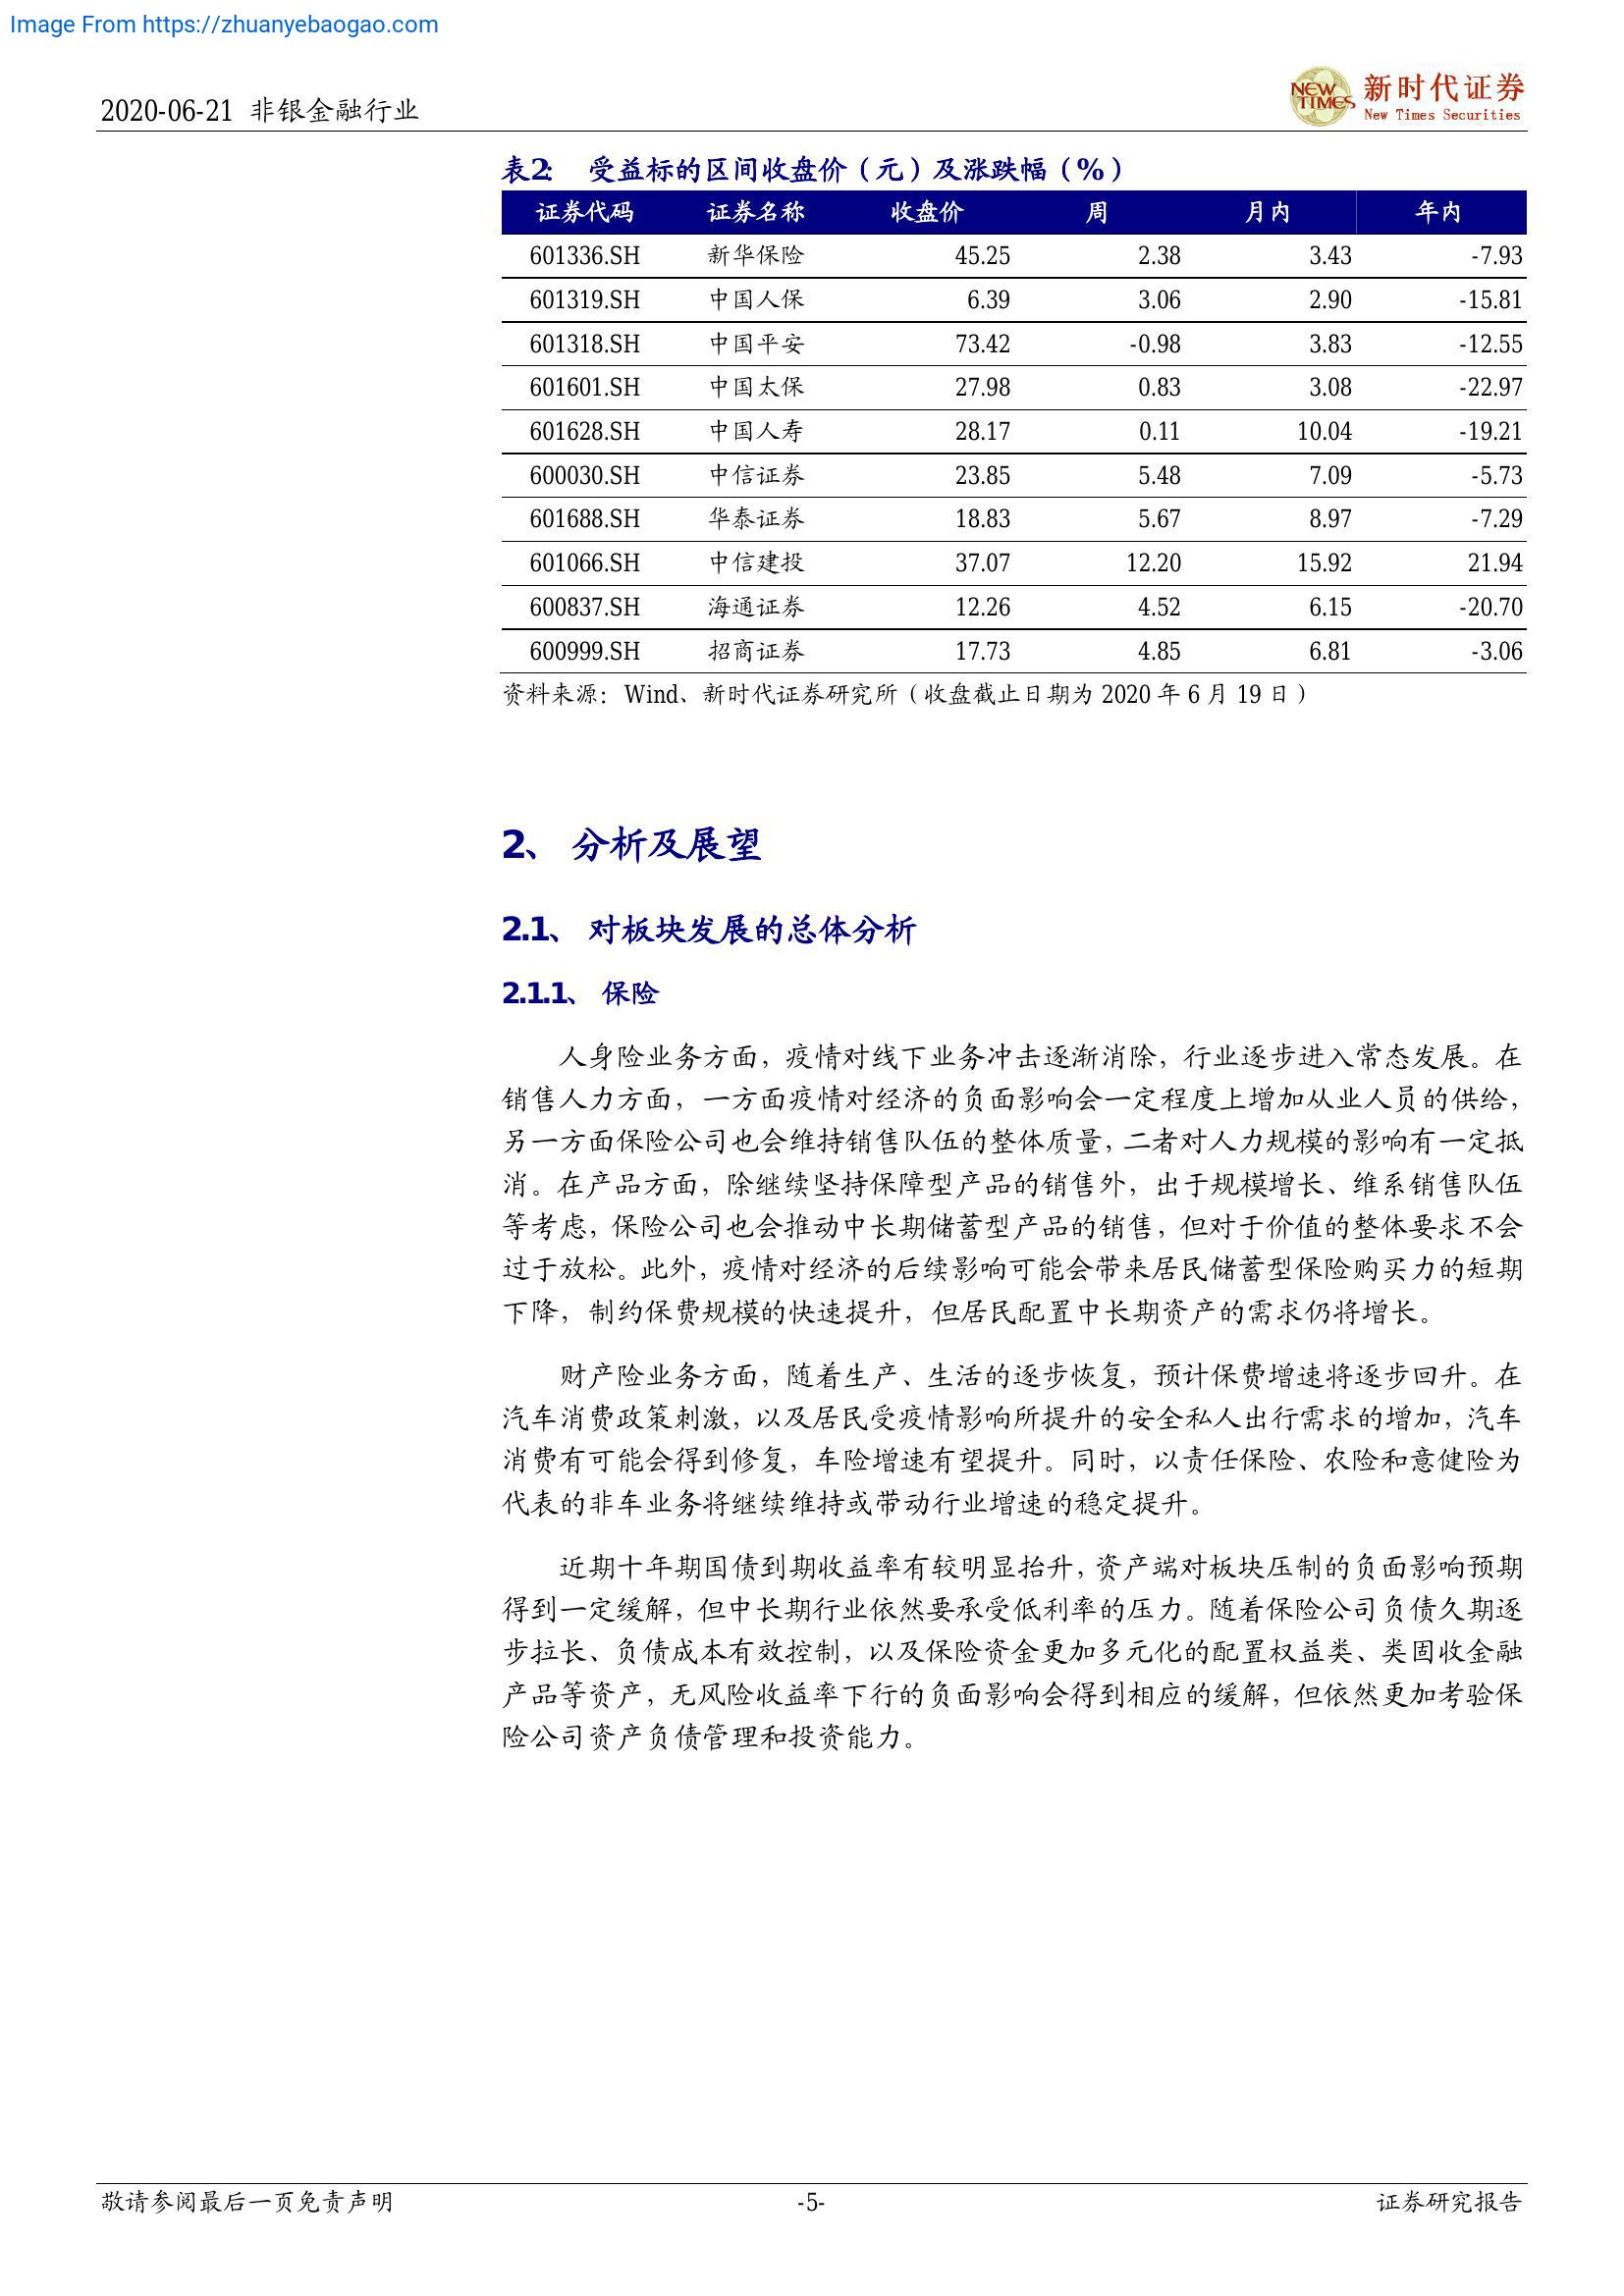 Image From https://zhuanyebaogao.com
2020-06-21 非银金融行业
NEW TIMES
新时代证券
New Times Securities
表2: 受益标的区间收盘价（元）及涨跌幅（%）
证券代码 证券名称 收盘价 周 月内 年内
601336.SH 新华保险 45.25 2.38 3.43 -7.93
601319.SH 中国人保 6.39 3.06 2.90 -15.81
601318.SH 中国平安 73.42 -0.98 3.83 -12.55
601601.SH 中国太保 27.98 0.83 3.08 -22.97
601628.SH 中国人寿 28.17 0.11 10.04 -19.21
600030.SH 中信证券 23.85 5.48 7.09 -5.73
601688.SH 华泰证券 18.83 5.67 8.97 -7.29
601066.SH 中信建投 37.07 12.20 15.92 21.94
600837.SH 海通证券 12.26 4.52 6.15 -20.70
600999.SH 招商证券 17.73 4.85 6.81 -3.06
资料来源：Wind、新时代证券研究所（收盘截止日期为 2020 年 6 月 19 日）
2、 分析及展望
2.1、 对板块发展的总体分析
2.1.1、 保险
人身险业务方面，疫情对线下业务冲击逐渐消除，行业逐步进入常态发展。在
销售人力方面，一方面疫情对经济的负面影响会一定程度上增加从业人员的供给，
另一方面保险公司也会维持销售队伍的整体质量，二者对人力规模的影响有一定抵
消。在产品方面，除继续坚持保障型产品的销售外，出于规模增长、维系销售队伍
等考虑，保险公司也会推动中长期储蓄型产品的销售，但对于价值的整体要求不会
过于放松。此外，疫情对经济的后续影响可能会带来居民储蓄型保险购买力的短期
下降，制约保费规模的快速提升，但居民配置中长期资产的需求仍将增长。
财产险业务方面，随着生产、生活的逐步恢复，预计保费增速将逐步回升。在
汽车消费政策刺激，以及居民受疫情影响所提升的安全私人出行需求的增加，汽车
消费有可能会得到修复，车险增速有望提升。同时，以责任保险、农险和意健险为
代表的非车业务将继续维持或带动行业增速的稳定提升。
近期十年期国债到期收益率有较明显抬升，资产端对板块压制的负面影响预期
得到一定缓解，但中长期行业依然要承受低利率的压力。随着保险公司负债久期逐
步拉长、负债成本有效控制，以及保险资金更加多元化的配置权益类、类固收金融
产品等资产，无风险收益率下行的负面影响会得到相应的缓解，但依然更加考验保
险公司资产负债管理和投资能力。
敬请参阅最后一页免责声明 -5- 证券研究报告